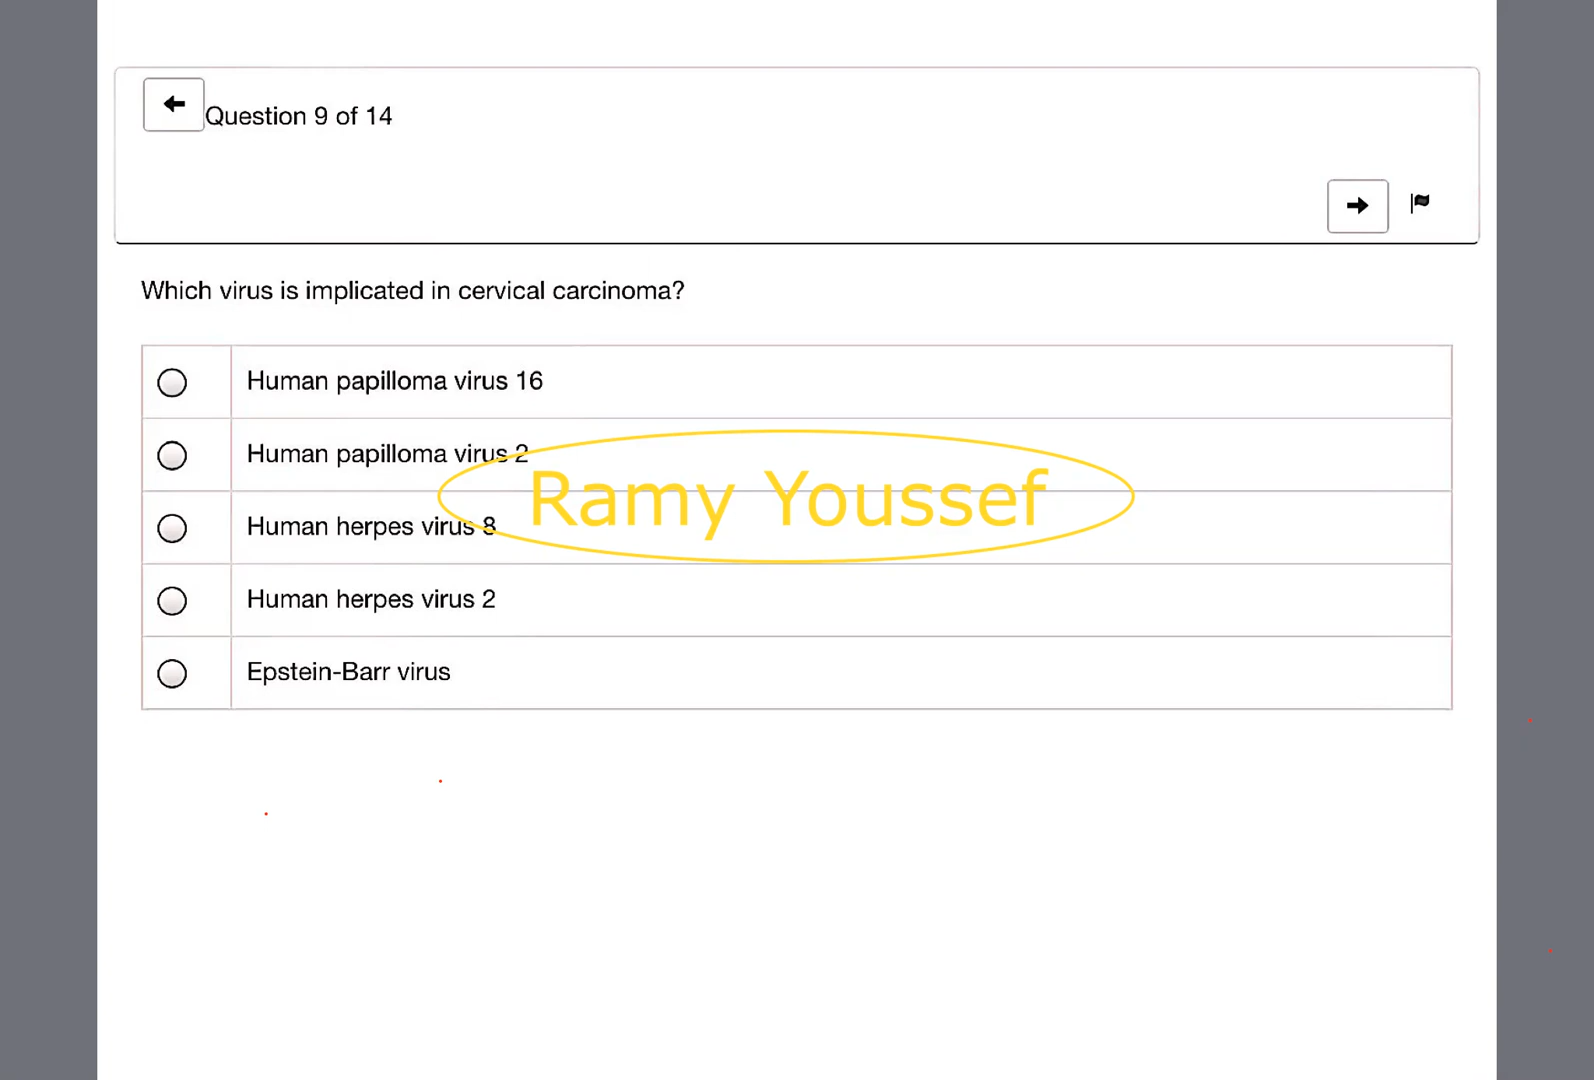 Question 9 of 14
Which virus is implicated in cervical carcinoma?
Human papilloma virus 16
Human papilloma virus 2
Ramy Youssef
Human herpes virus 8
Human herpes virus 2
Epstein-Barr virus